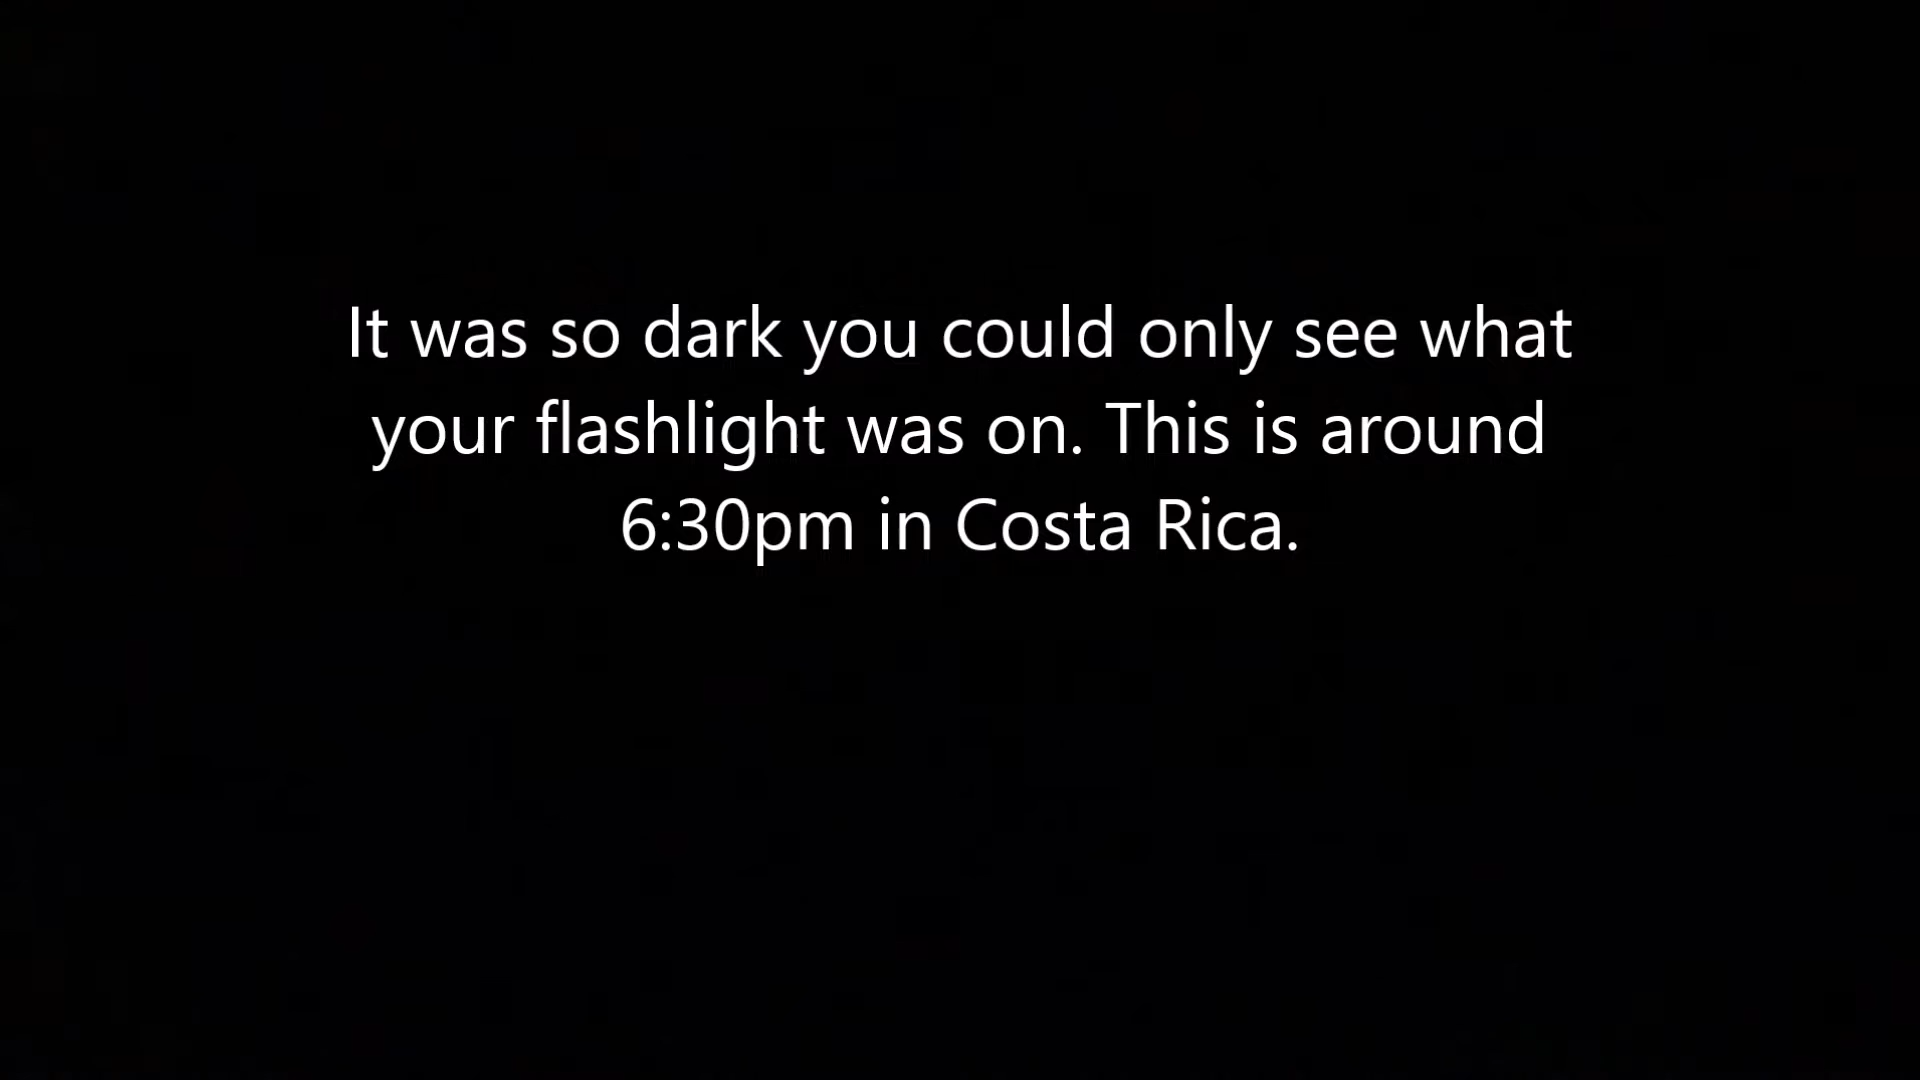 It was so dark you could only see what
your flashlight was on. This is around
6:30pm in Costa Rica.